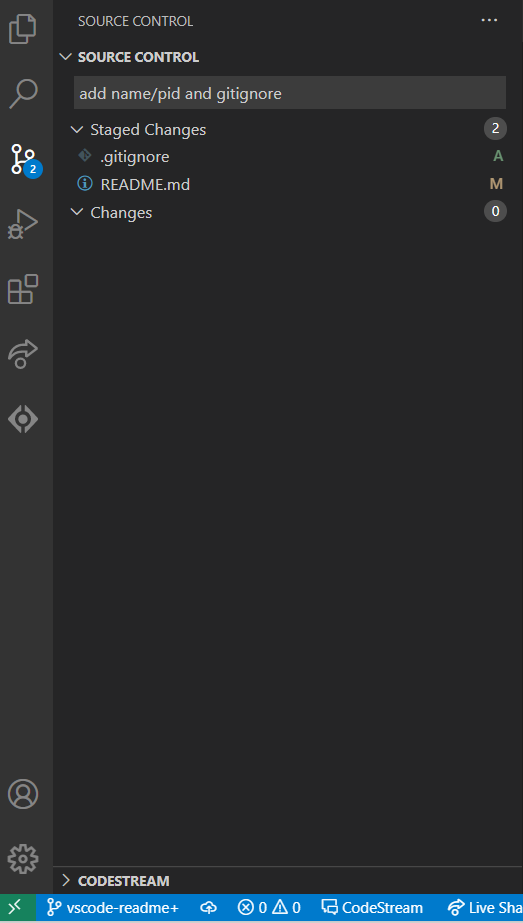 SOURCE CONTROL
SOURCE CONTROL
add name/pid and gitignore
Staged Changes 2
.gitignore A
2
README.md M
Changes 0
CODESTREAM
vscode-readme+ 0 0 CodeStream Live Sha